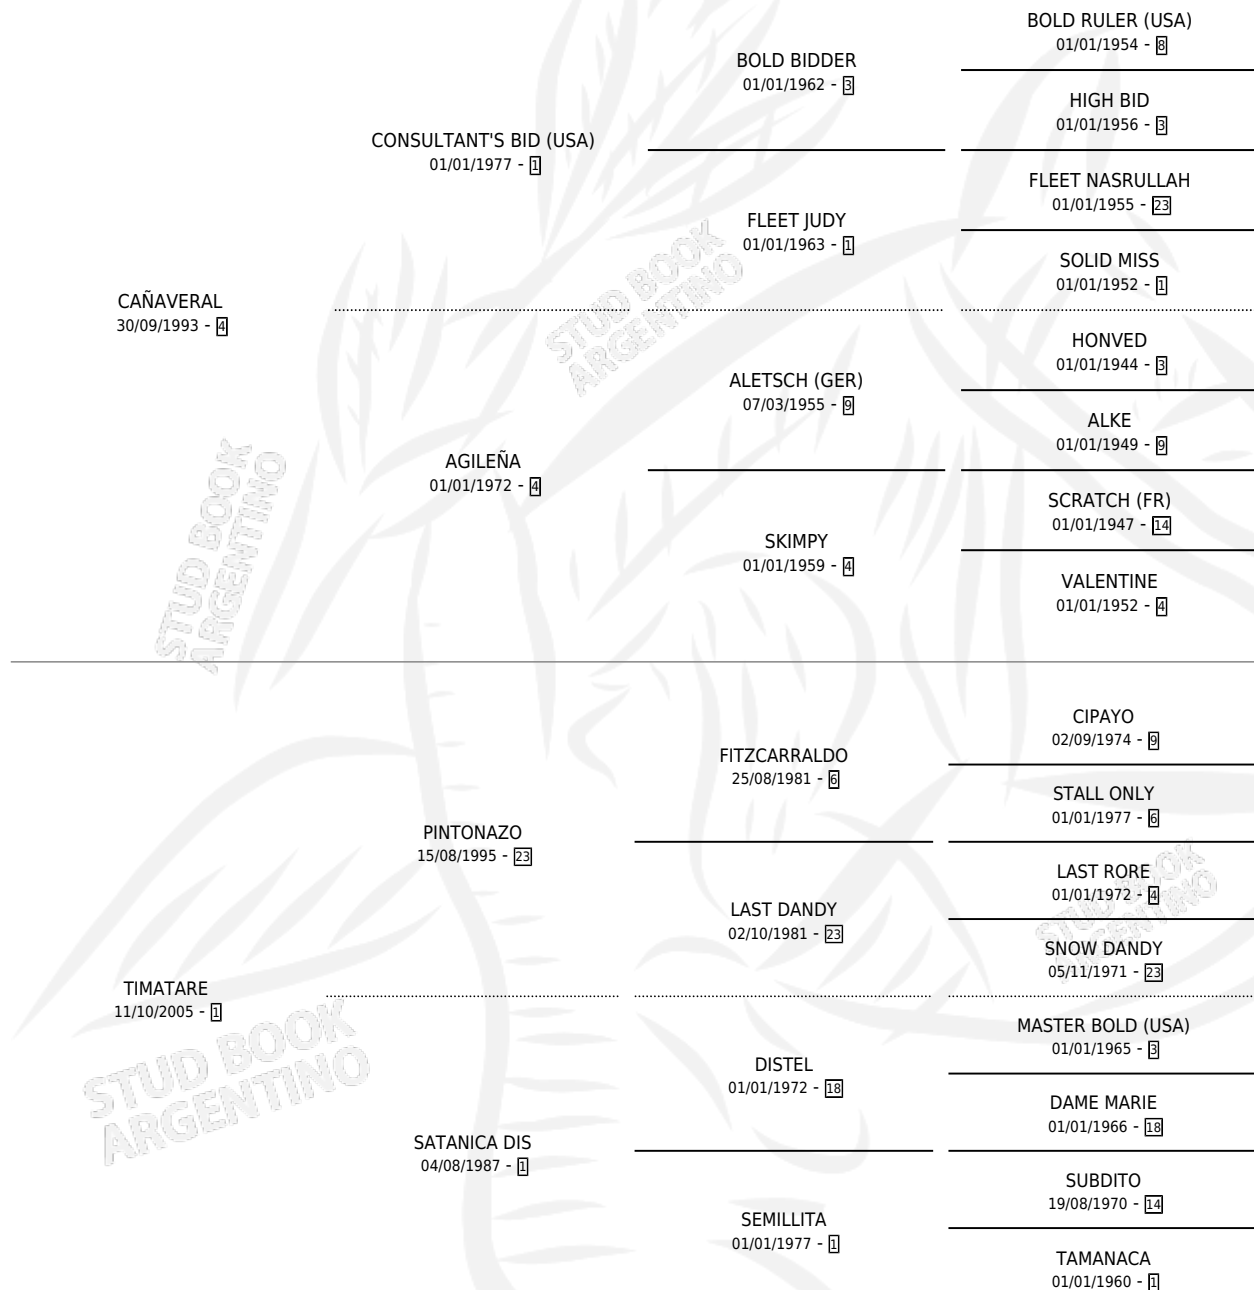 BOLD RULER (USA)
01/01/1954 - 8
BOLD BIDDER
01/01/1962 - 3
HIGH BID
01/01/1956 - 3
CONSULTANT'S BID (USA)
01/01/1977 - 1
FLEET NASRULLAH
01/01/1955 - 23
FLEET JUDY
01/01/1963 - 1
SOLID MISS
01/01/1952 - 1
CAÑAVERAL
30/09/1993 - 4
HONVED
01/01/1944 - 3
ALETSCH (GER)
07/03/1955 - 9
ALKE
01/01/1949 - 9
AGILEÑA
01/01/1972 - 4
SCRATCH (FR)
01/01/1947 - 14
SKIMPY
01/01/1959 - 4
VALENTINE
01/01/1952 - 4
CIPAYO
02/09/1974 - 9
FITZCARRALDO
25/08/1981 - 6
STALL ONLY
01/01/1977 - 6
PINTONAZO
15/08/1995 - 23
LAST RORE
01/01/1972 - 4
LAST DANDY
02/10/1981 - 23
SNOW DANDY
05/11/1971 - 23
TIMATARE
11/10/2005 - 1
MASTER BOLD (USA)
01/01/1965 - 3
DISTEL
01/01/1972 - 18
DAME MARIE
01/01/1966 - 18
SATANICA DIS
04/08/1987 - 1
SUBDITO
19/08/1970 - 14
SEMILLITA
01/01/1977 - 1
TAMANACA
01/01/1960 - 1
STUD BOOK
ARGENTINO
STUD BOOK
ARGENTINO
STUD BOOK
ARGENTINO
STUD BOOK
ARGENTINO